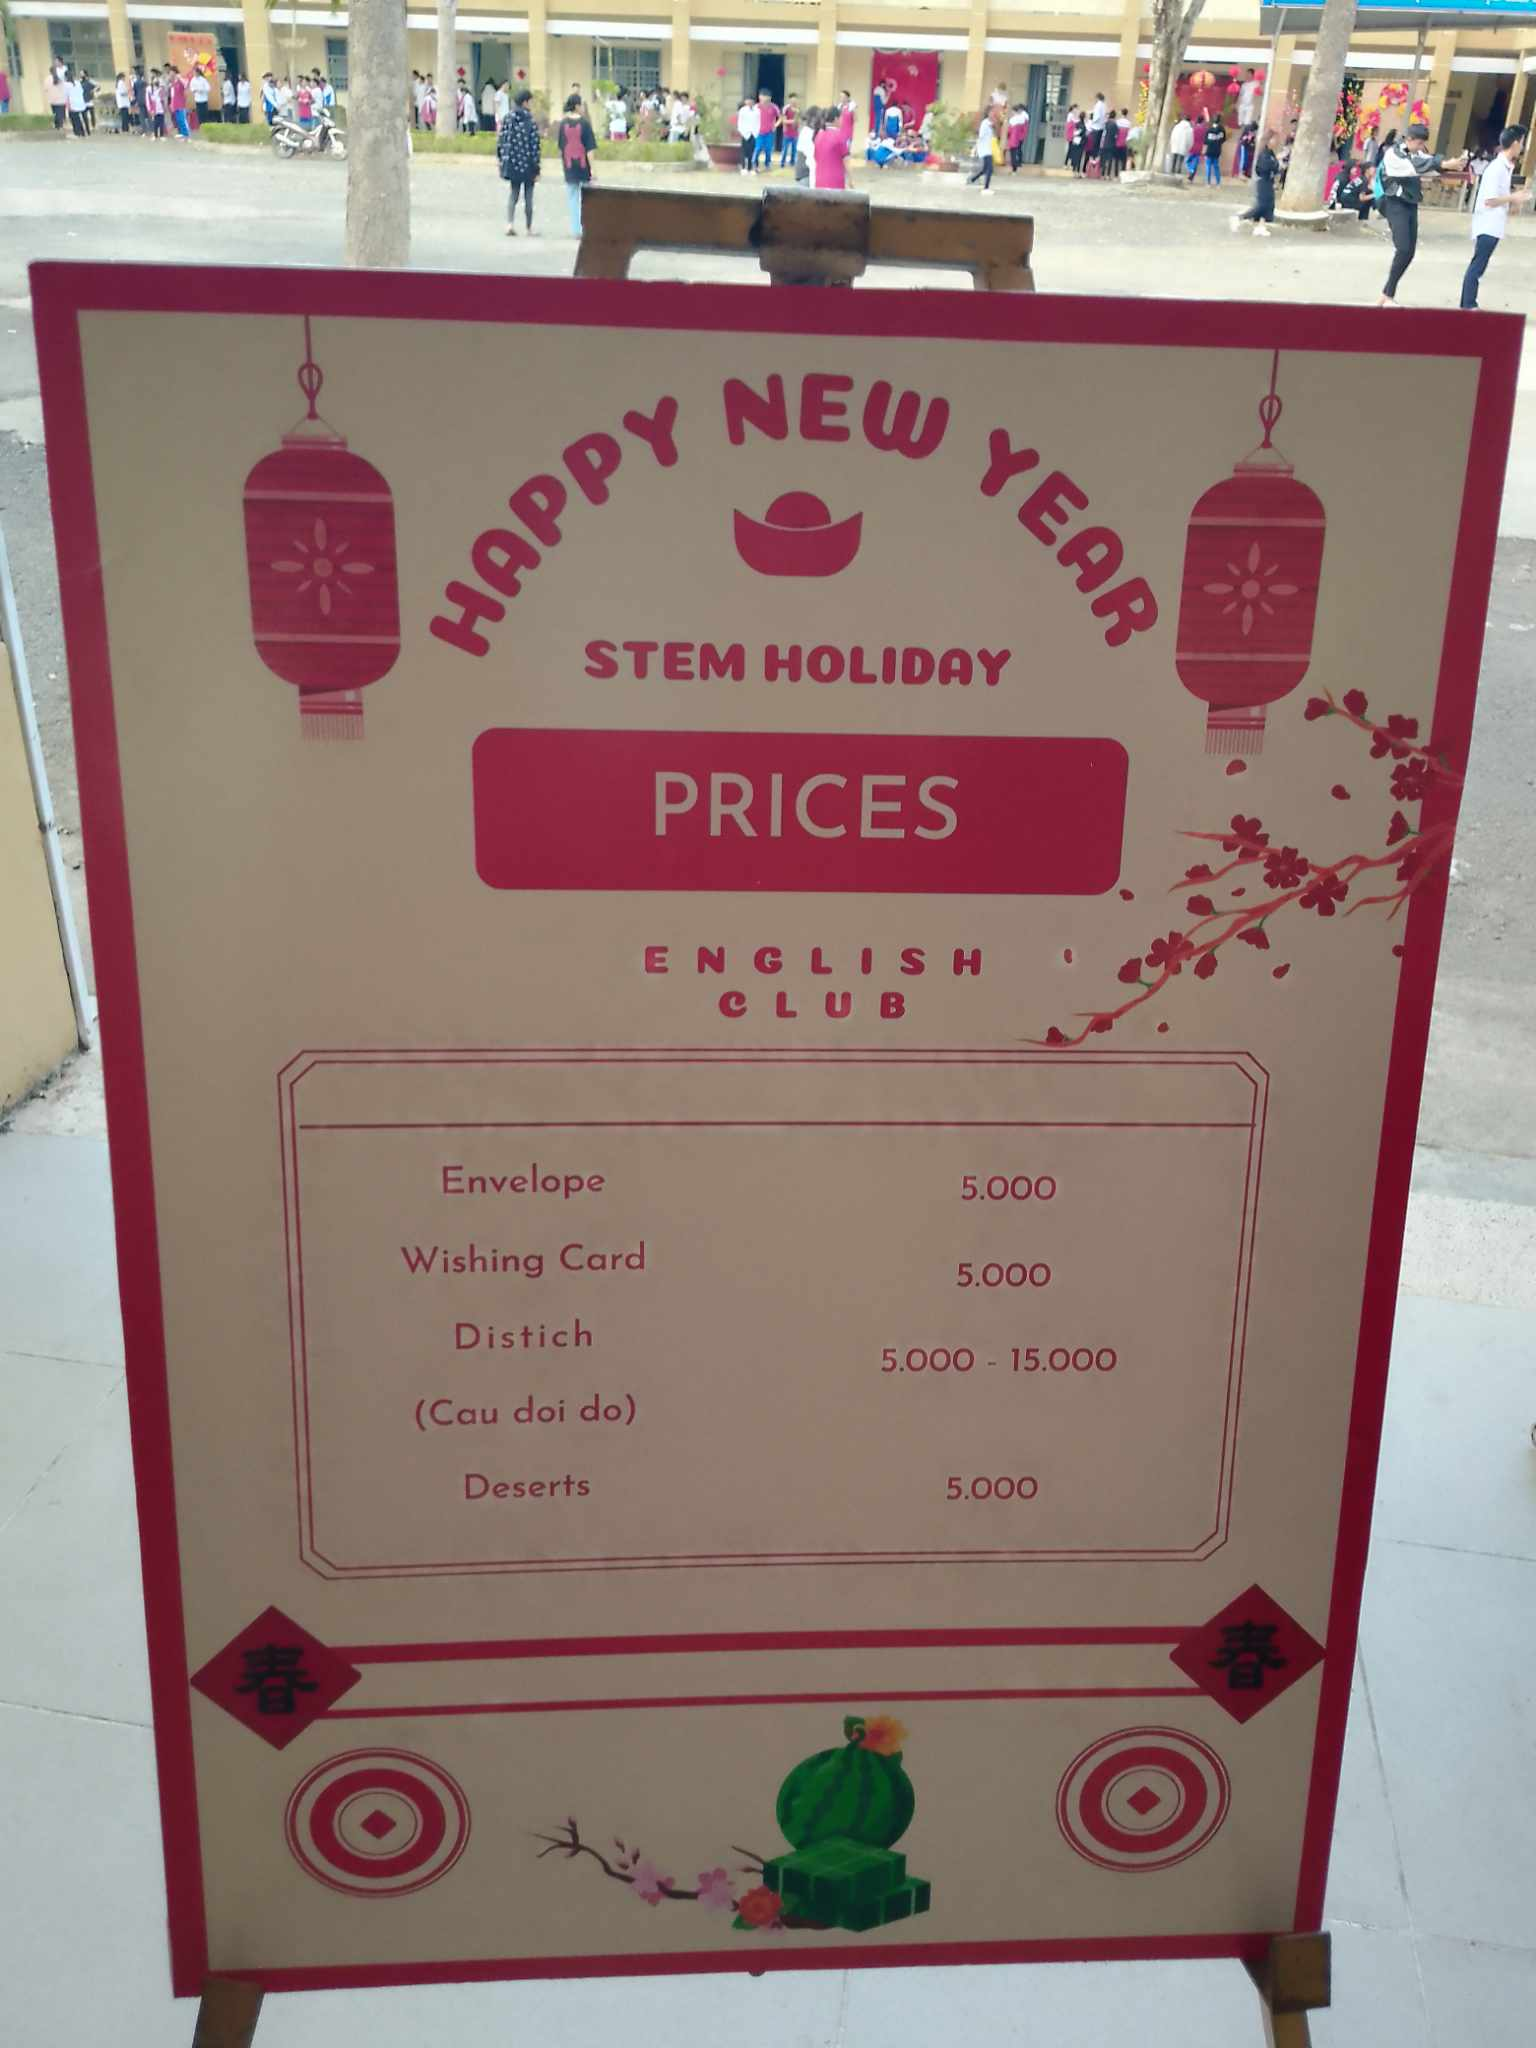 HAPPY NEW YEAR
STEM HOLIDAY
PRICES
ENGLISH
CLUB
Envelope 5.000
Wishing Card 5.000
Distich 5.000 - 15.000
(Cau doi do)
Deserts 5.000
春 春